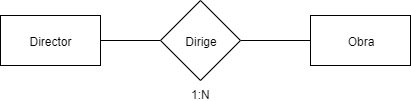 Director
Dirige
Obra
1:N